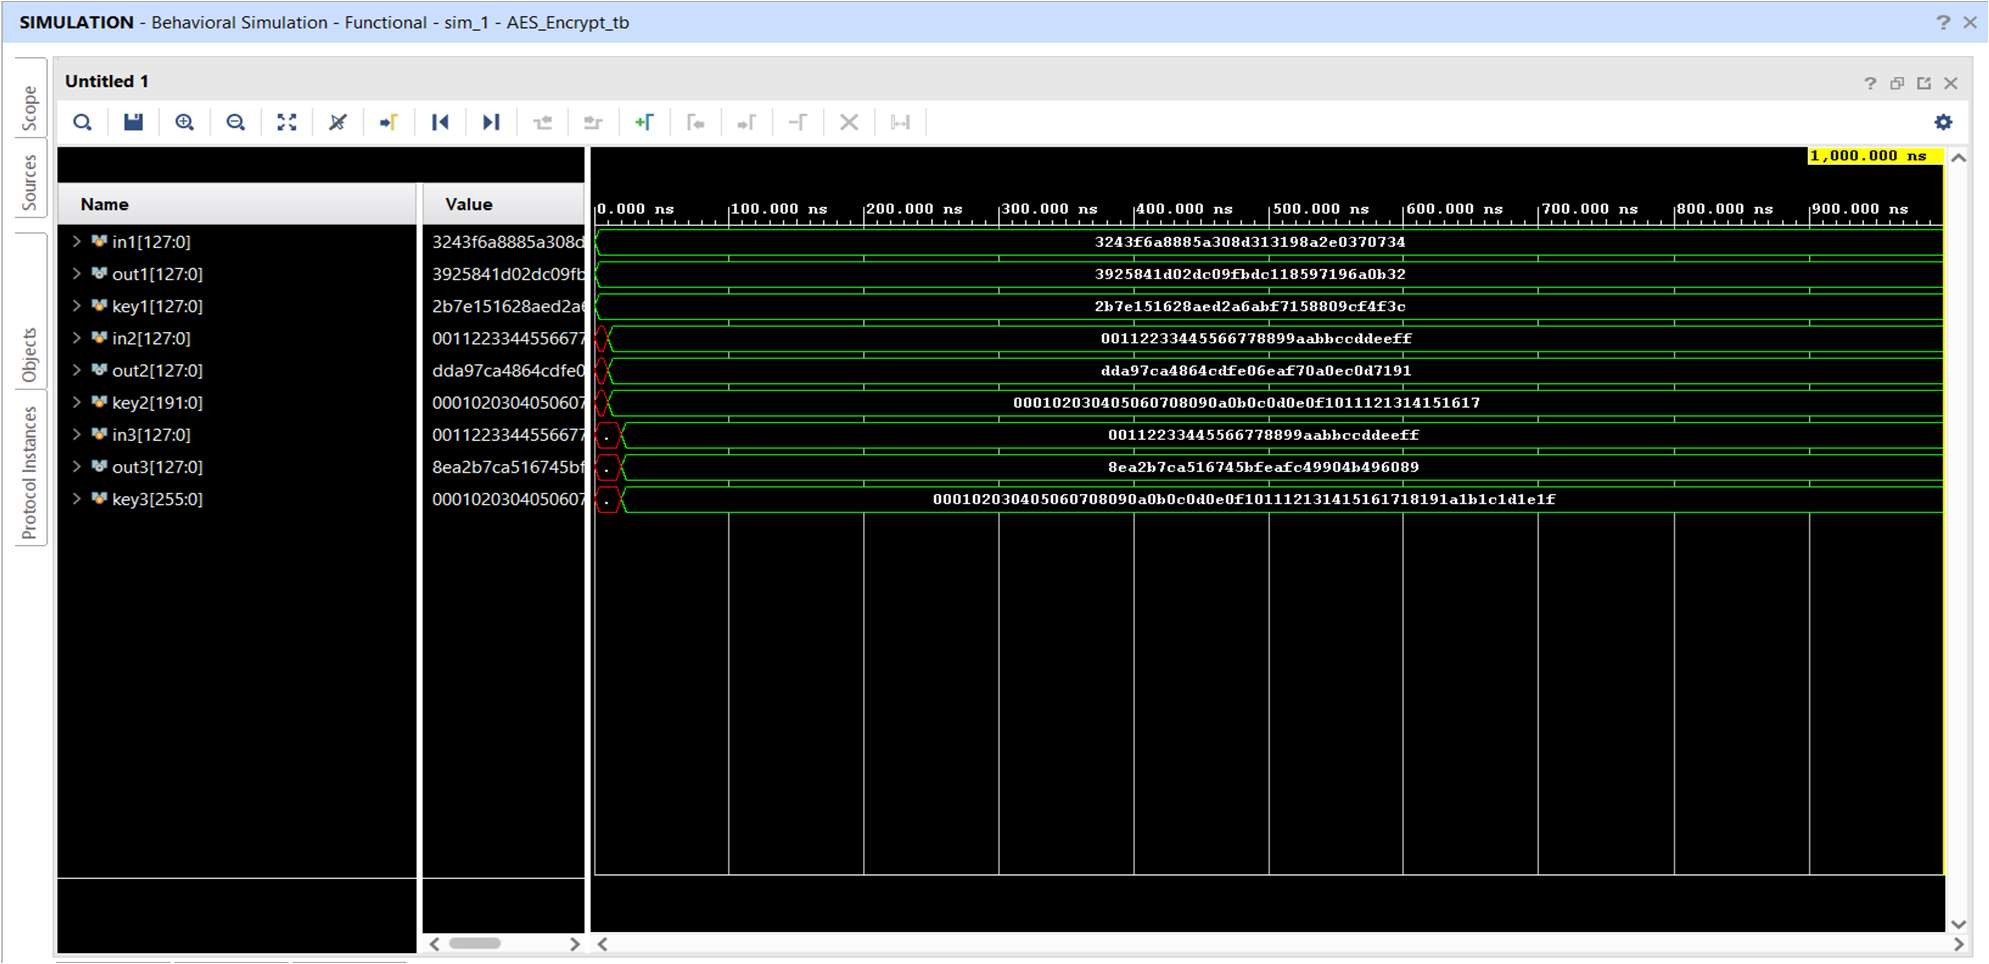 SIMULATION - Behavioral Simulation - Functional - sim_1 - AES_Encrypt_tb
Untitled 1
Scope
Sources
Objects
Protocol Instances
1,000.000 ns
Name Value
0.000 ns 100.000 ns 200.000 ns 300.000 ns 400.000 ns 500.000 ns 600.000 ns 700.000 ns 800.000 ns 900.000 ns
in1[127:0] 3243f6a8885a308d 3243f6a8885a308d313198a2e0370734
out1[127:0] 3925841d02dc09fb 3925841d02dc09fbdc118597196a0b32
key1[127:0] 2b7e151628aed2a6 2b7e151628aed2a6abf7158809cf4f3c
in2[127:0] 0011223344556677 00112233445566778899aabbccddeeff
out2[127:0] dda97ca4864cdfe0 dda97ca4864cdfe06eaf70a0ec0d7191
key2[191:0] 0001020304050607 000102030405060708090a0b0c0d0e0f1011121314151617
in3[127:0] 0011223344556677 . 00112233445566778899aabbccddeeff
out3[127:0] 8ea2b7ca516745bf . 8ea2b7ca516745bfeafc49904b496089
key3[255:0] 0001020304050607 . 000102030405060708090a0b0c0d0e0f101112131415161718191a1b1c1d1e1f